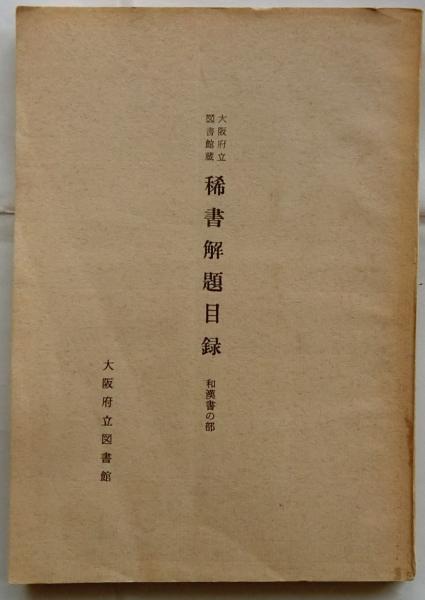 大阪府立
図書館蔵
稀書解題目録
和漢書の部
大阪府立図書館